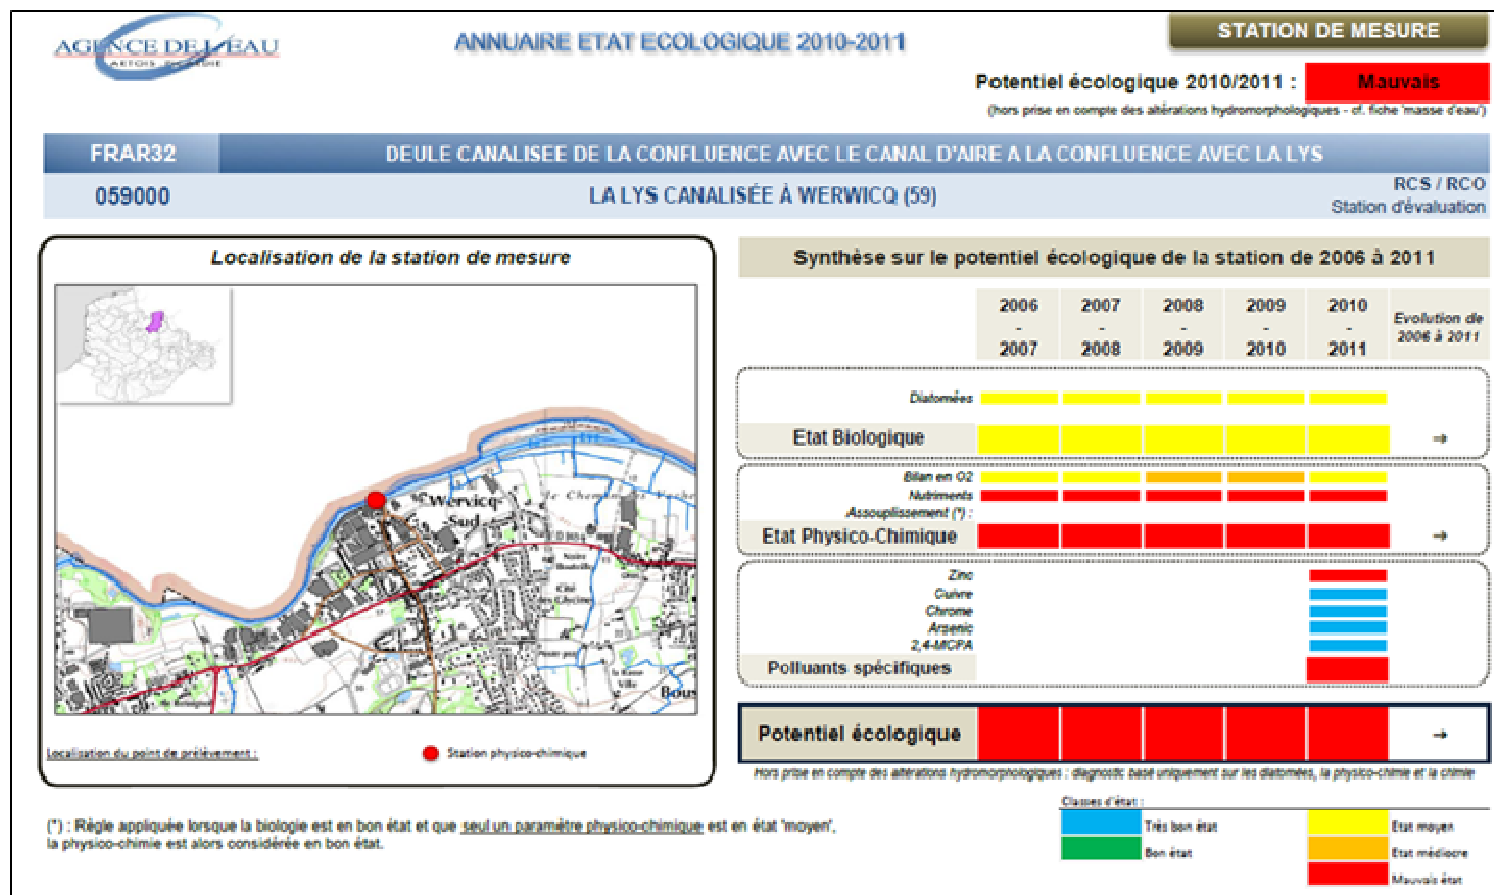 AGENCE DE L'EAU
ARTOIS PICARDIE
ANNUAIRE ETAT ECOLOGIQUE 2010-2011
STATION DE MESURE
Potentiel écologique 2010/2011 :
Mauvais
(hors prise en compte des altérations hydromorphologiques - cf. fiche 'masse d'eau')
FRAR32
DEULE CANALISEE DE LA CONFLUENCE AVEC LE CANAL D'AIRE A LA CONFLUENCE AVEC LA LYS
059000
LA LYS CANALISÉE À WERWICQ (59)
RCS / RCO
Station d'évaluation
Localisation de la station de mesure
Wervicq-
-Sud
Bous
Localisation du point de prélèvement :
Station physico-chimique
Synthèse sur le potentiel écologique de la station de 2006 à 2011
2006 - 2007
2007 - 2008
2008 - 2009
2009 - 2010
2010 - 2011
Evolution de
2006 à 2011
Diatomées
Etat Biologique
⇒
Bilan en O2
Nutriments
Assouplissement (*) :
Etat Physico-Chimique
→
Zinc
Cuivre
Chrome
Arsenic
2,4-MCPA
Polluants spécifiques
Potentiel écologique
→
Hors prise en compte des altérations hydromorphologiques : diagnostic basé uniquement sur les diatomées, la physico-chimie et la chimie
Classes d'état :
Très bon état
Bon état
Etat moyen
Etat médiocre
Mauvais état
(*) : Règle appliquée lorsque la biologie est en bon état et que seul un paramètre physico-chimique est en état 'moyen',
la physico-chimie est alors considérée en bon état.